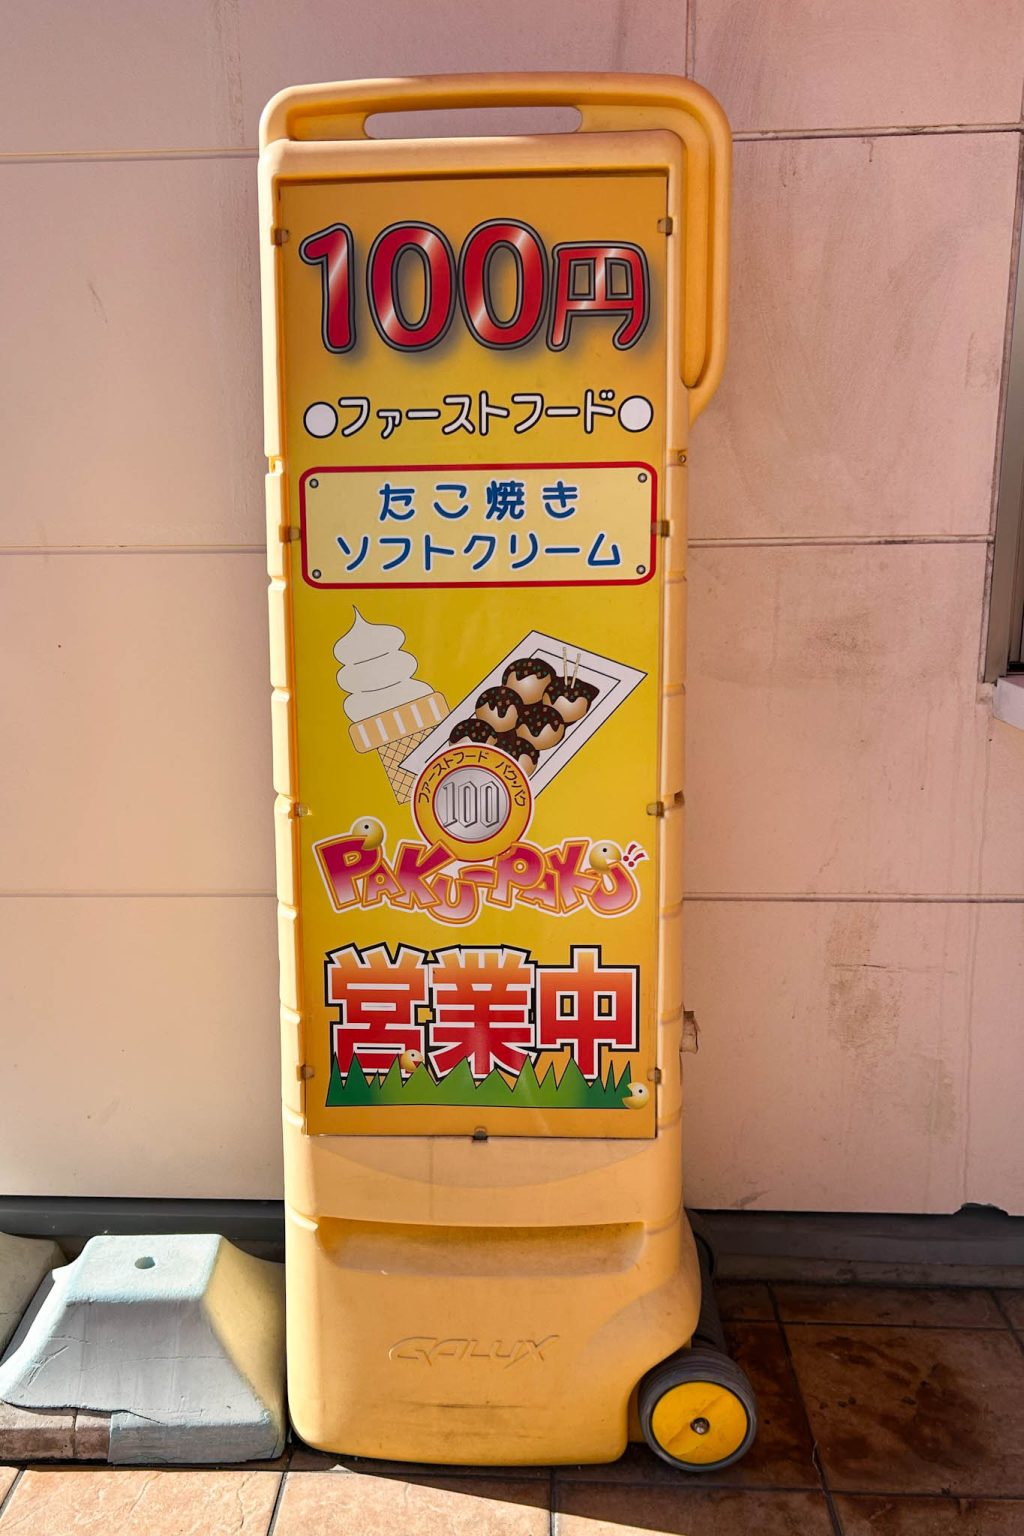 100円
●ファーストフード●
たこ焼き
ソフトクリーム
ファーストフード パク・パク
100
PAKU-PAKU!!
営業中
GALUX